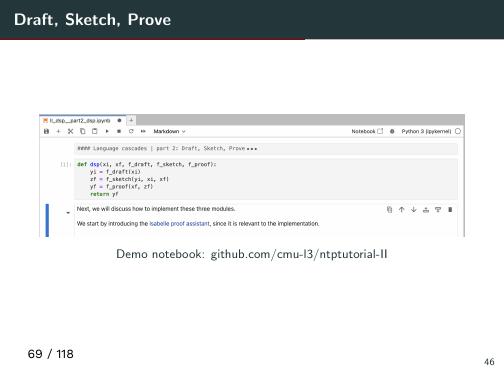 Draft, Sketch, Prove
II_dsp__part2_dsp.ipynb
Markdown
Notebook
Python 3 (ipykernel)
#### Language cascades | part 2: Draft, Sketch, Prove
[1]: def dsp(xi, xf, f_draft, f_sketch, f_proof):
yi = f_draft(xi)
zf = f_sketch(yi, xi, xf)
yf = f_proof(xf, zf)
return yf
Next, we will discuss how to implement these three modules.
We start by introducing the Isabelle proof assistant, since it is relevant to the implementation.
Demo notebook: github.com/cmu-l3/ntptutorial-II
69 / 118
46